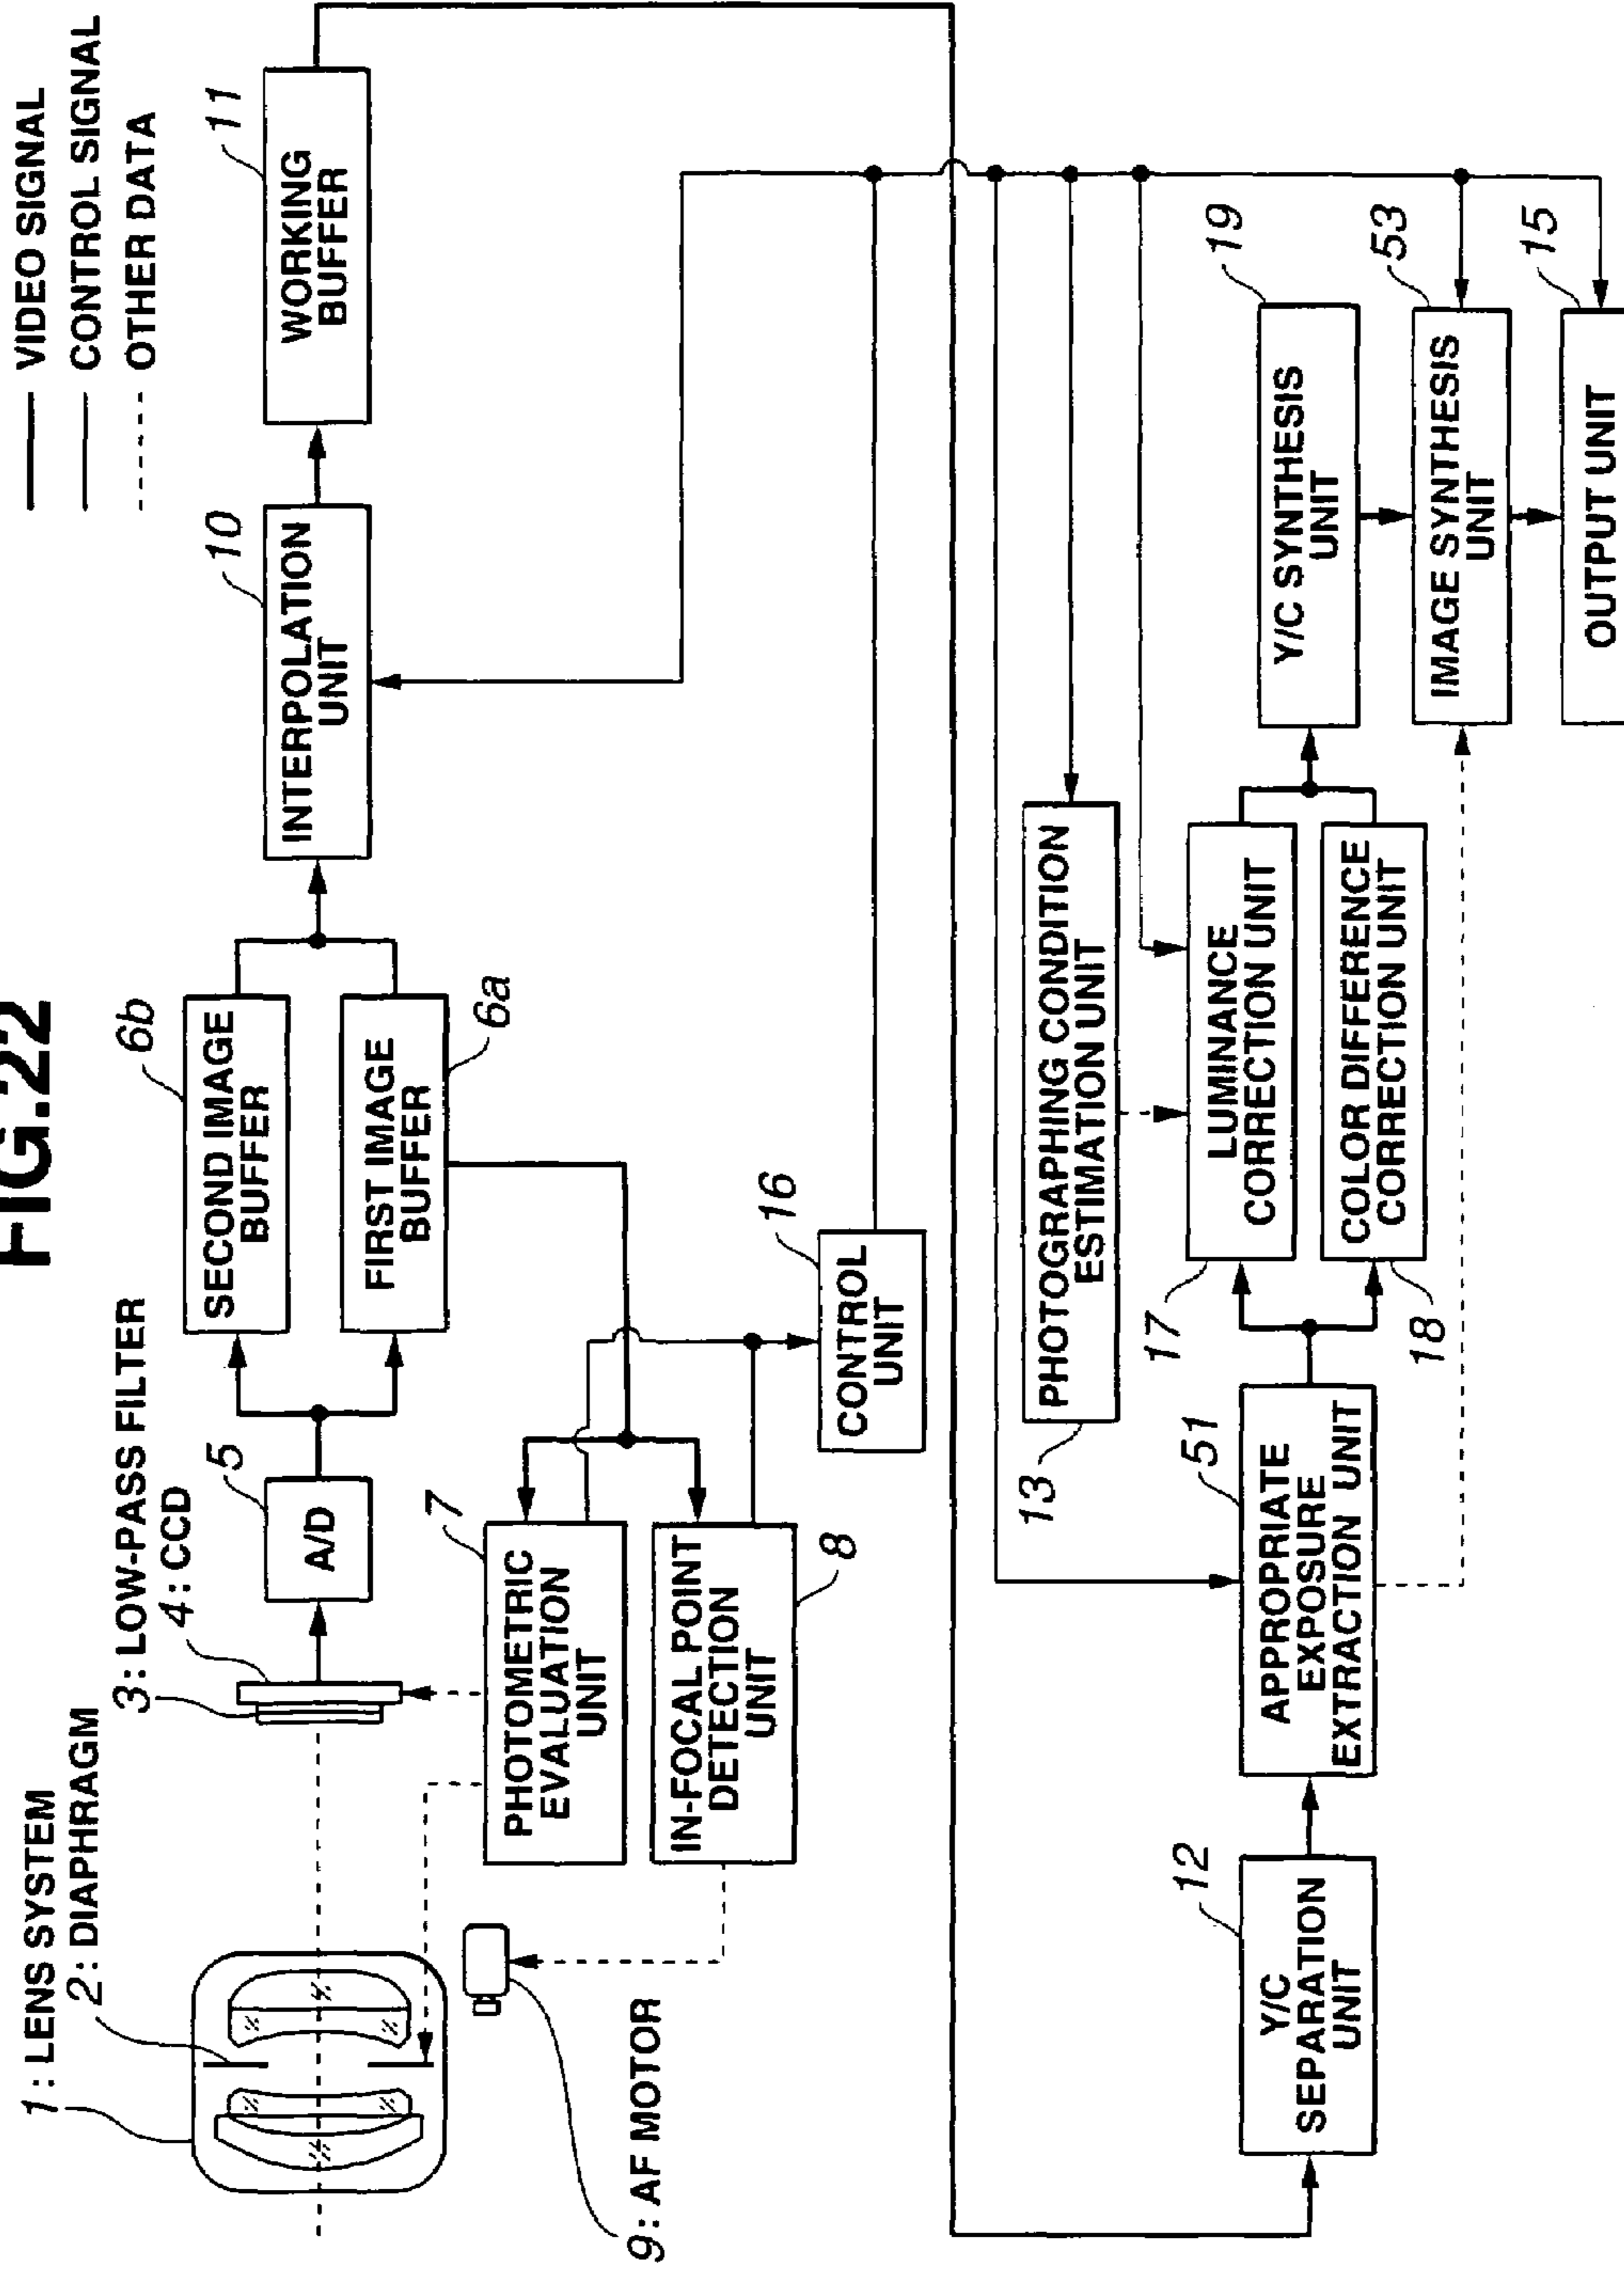 FIG.22
VIDEO SIGNAL
CONTROL SIGNAL
OTHER DATA
1: LENS SYSTEM
2: DIAPHRAGM
3: LOW-PASS FILTER
4: CCD
5
A/D
6b
SECOND IMAGE
BUFFER
FIRST IMAGE
BUFFER
6a
10
INTERPOLATION
UNIT
11
WORKING
BUFFER
7
PHOTOMETRIC
EVALUATION
UNIT
IN-FOCAL POINT
DETECTION
UNIT
8
9: AF MOTOR
16
CONTROL
UNIT
12
Y/C
SEPARATION
UNIT
51
APPROPRIATE
EXPOSURE
EXTRACTION UNIT
13
PHOTOGRAPHING CONDITION
ESTIMATION UNIT
17
LUMINANCE
CORRECTION UNIT
COLOR DIFFERENCE
CORRECTION UNIT
18
19
Y/C SYNTHESIS
UNIT
53
IMAGE SYNTHESIS
UNIT
15
OUTPUT UNIT